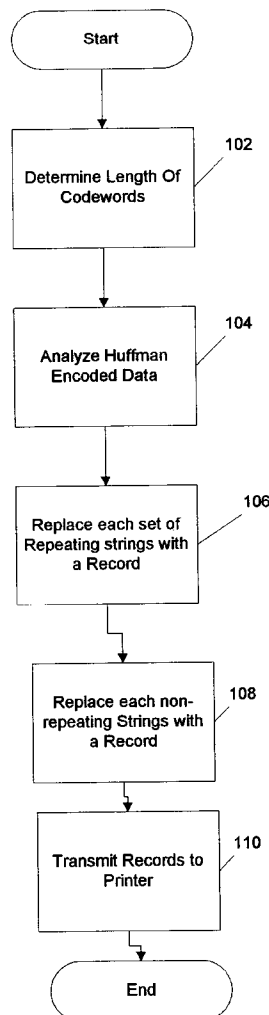 Start
Determine Length Of
Codewords
102
Analyze Huffman
Encoded Data
104
Replace each set of
Repeating strings with
a Record
106
Replace each non-
repeating Strings with
a Record
108
Transmit Records to
Printer
110
End